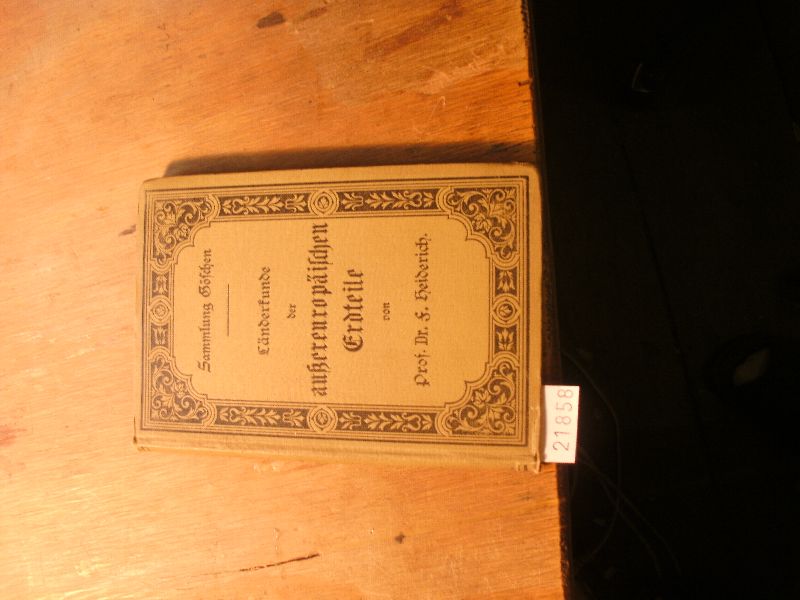 Sammlung Göschen
Länderkunde
der
außereuropäischen
Erdteile
von
Prof. Dr. F. Heiderich.
21858